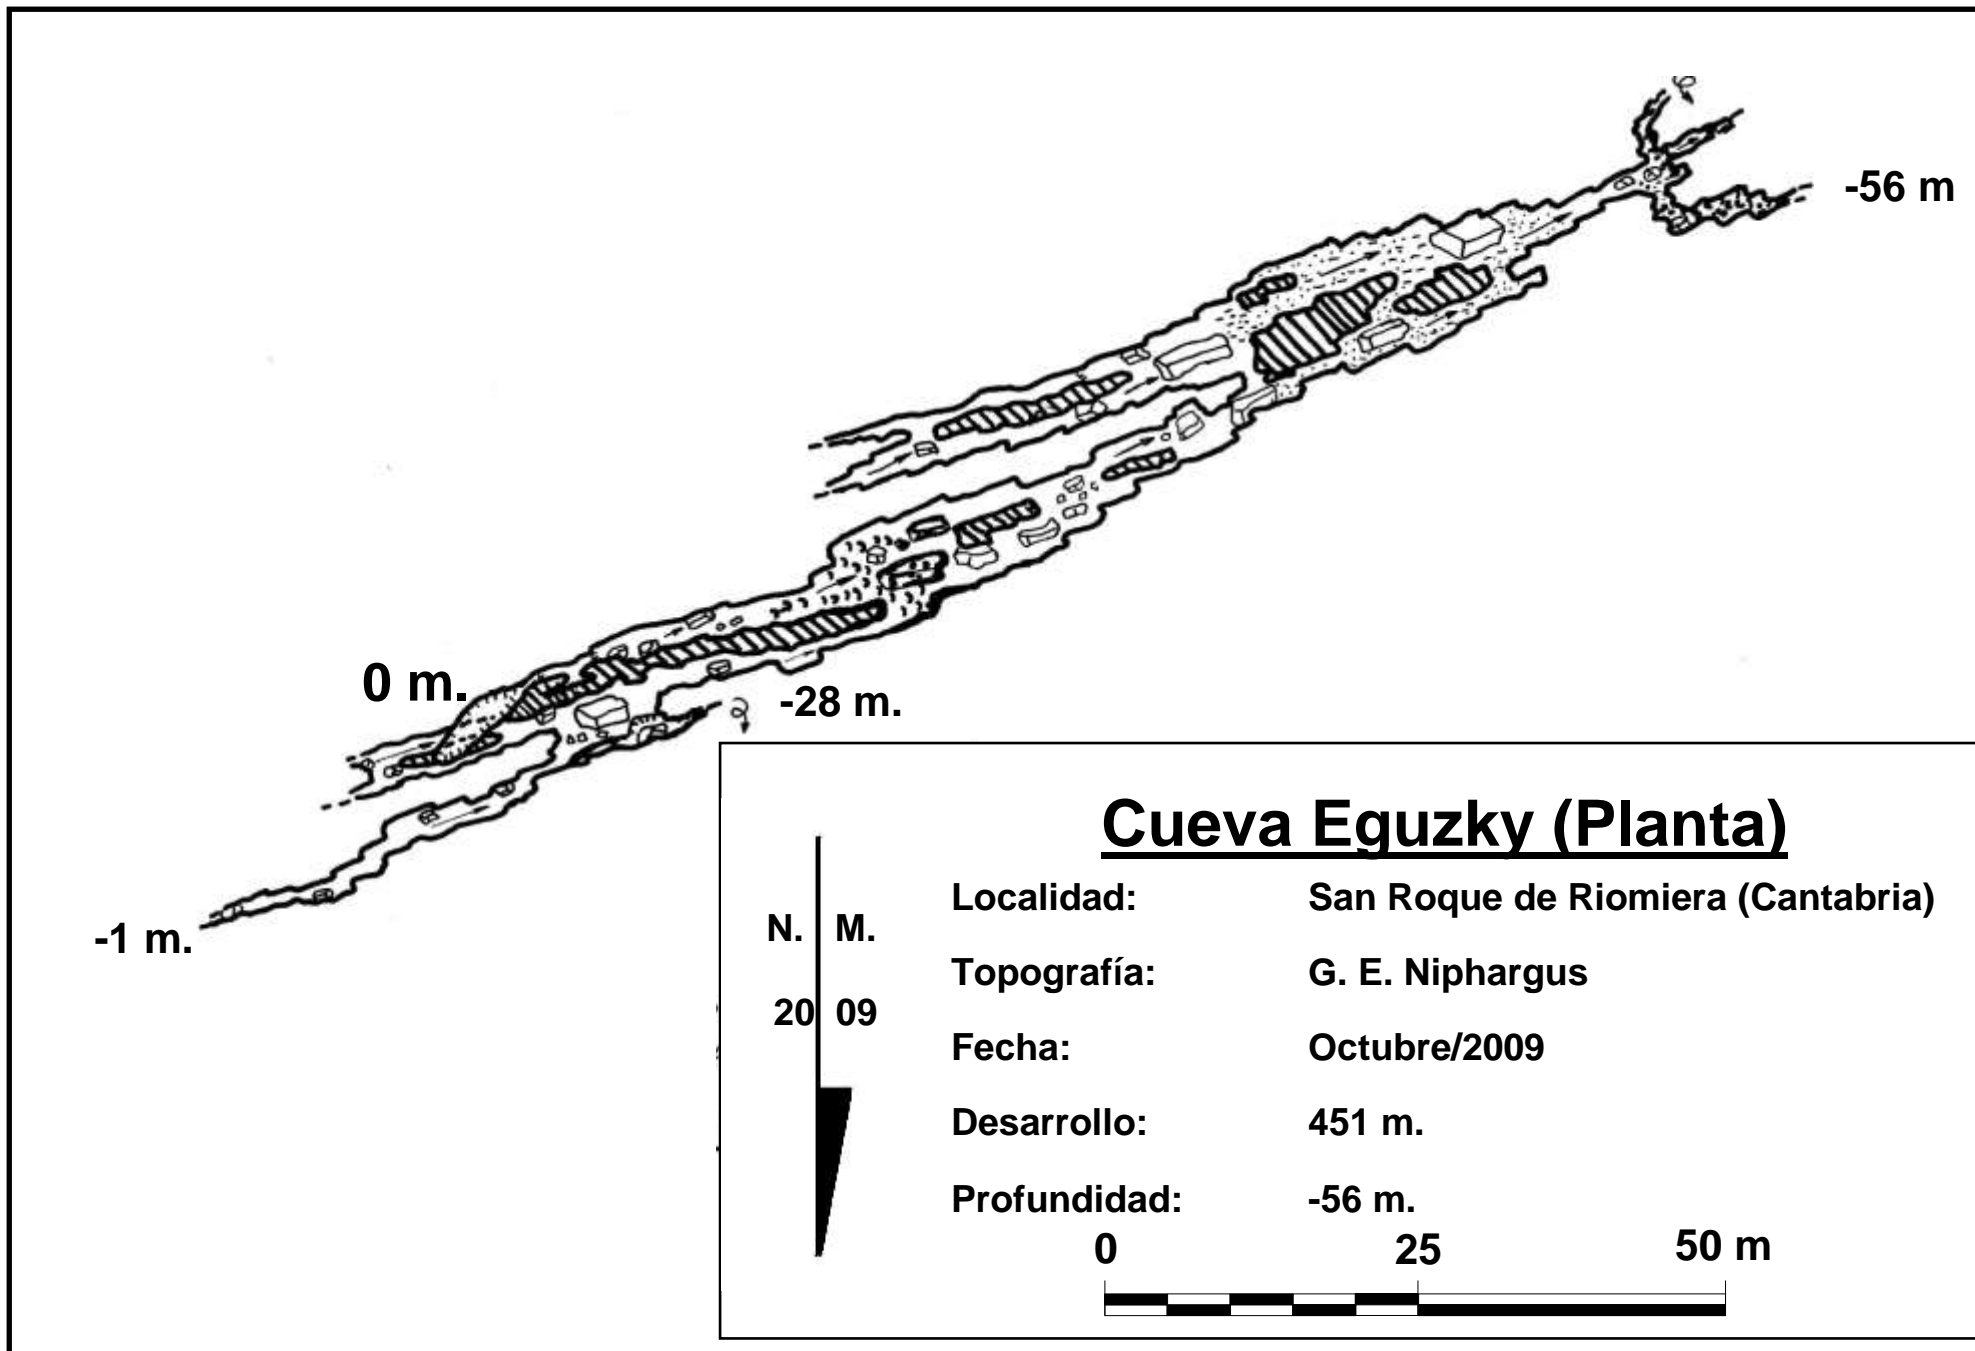 -56 m
0 m.
-28 m.
-1 m.
Cueva Eguzky (Planta)
Localidad: San Roque de Riomiera (Cantabria)
Topografía: G. E. Niphargus
Fecha: Octubre/2009
Desarrollo: 451 m.
Profundidad: -56 m.
N. M.
20 09
0 25 50 m